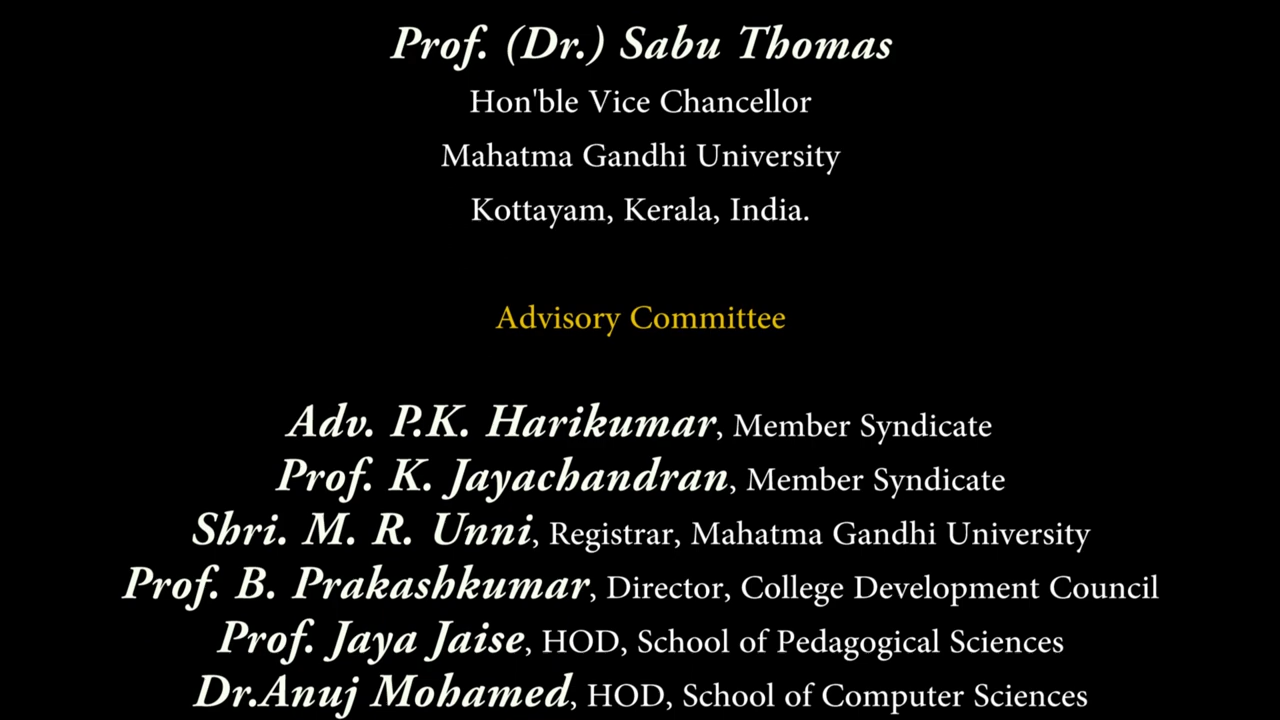 Prof. (Dr.) Sabu Thomas
Hon'ble Vice Chancellor
Mahatma Gandhi University
Kottayam, Kerala, India.
Advisory Committee
Adv. P.K. Harikumar, Member Syndicate
Prof. K. Jayachandran, Member Syndicate
Shri. M. R. Unni, Registrar, Mahatma Gandhi University
Prof. B. Prakashkumar, Director, College Development Council
Prof. Jaya Jaise, HOD, School of Pedagogical Sciences
Dr.Anuj Mohamed, HOD, School of Computer Sciences